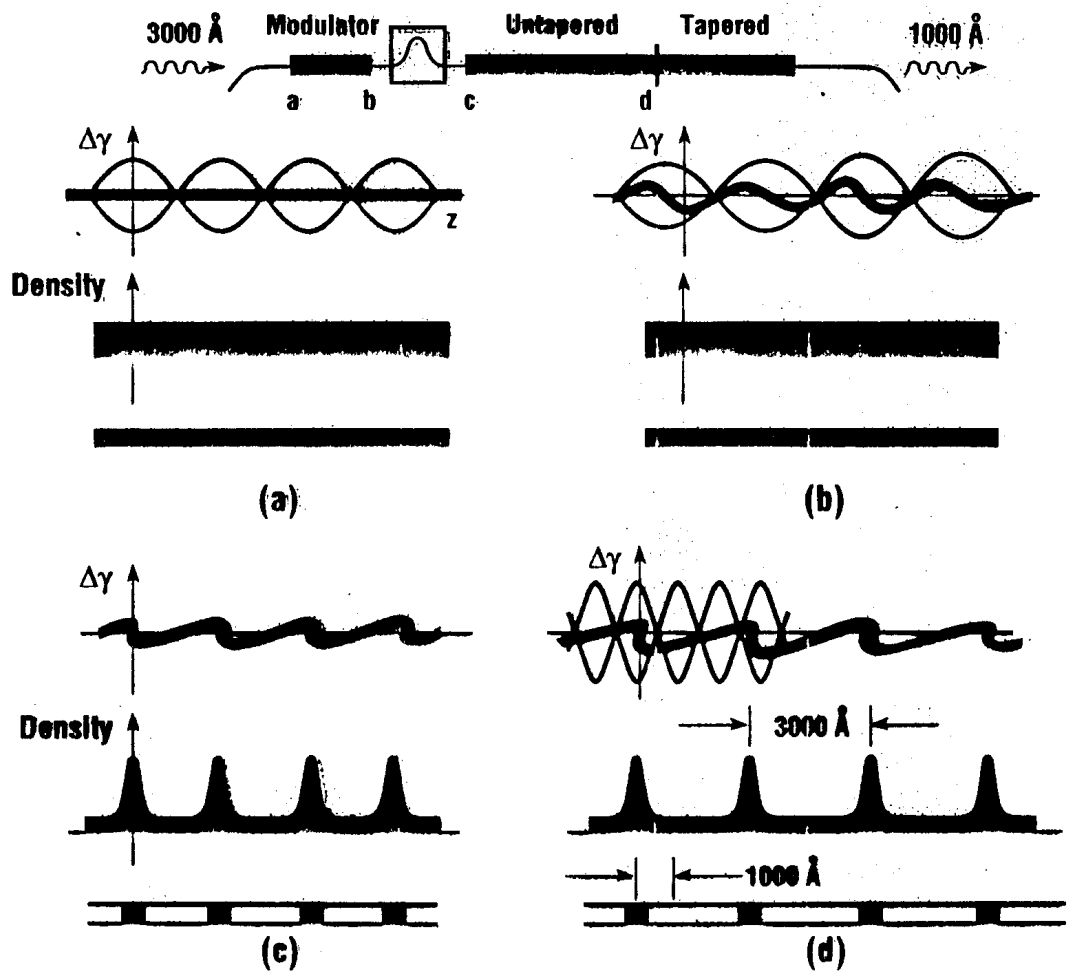 3000 Å Modulator Untapered Tapered 1000 Å
a b c d
Δγ
z
Density
(a)
Δγ
(b)
Δγ
Density
(c)
Δγ
3000 Å
1000 Å
(d)